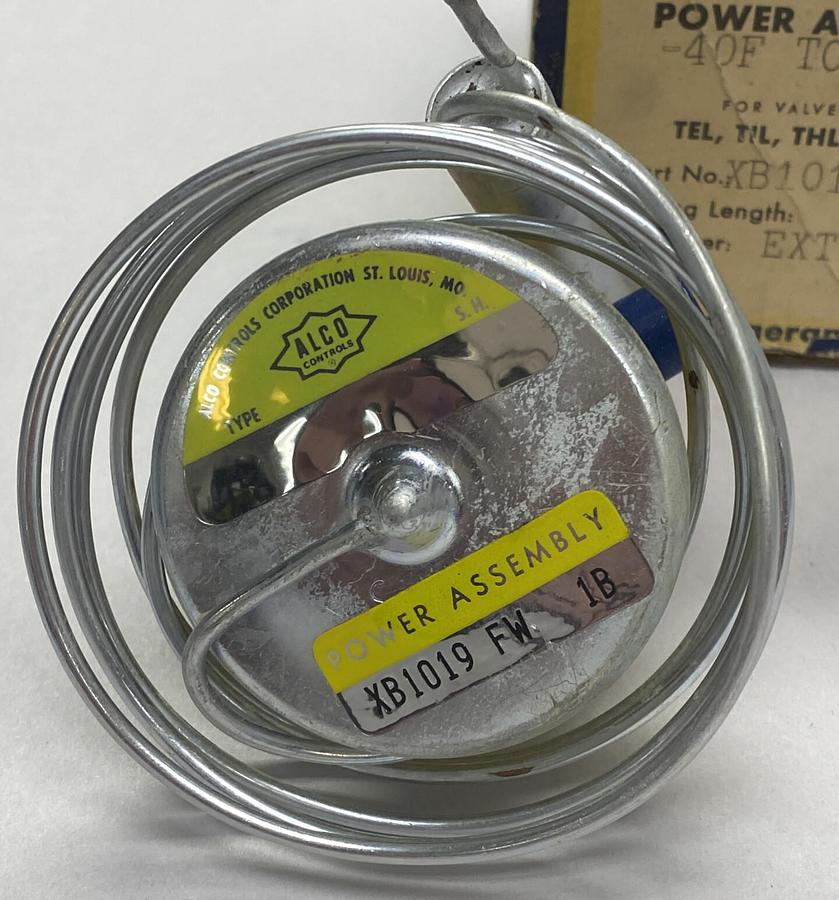 POWER A
-40F TO
FOR VALVE
TEL, TIL, THL
rt No. XB101
g Length:
er: EXT
ALCO CONTROLS CORPORATION ST. LOUIS, MO.
S.H.
ALCO
CONTROLS
®
TYPE
POWER ASSEMBLY
XB1019 FW 1B